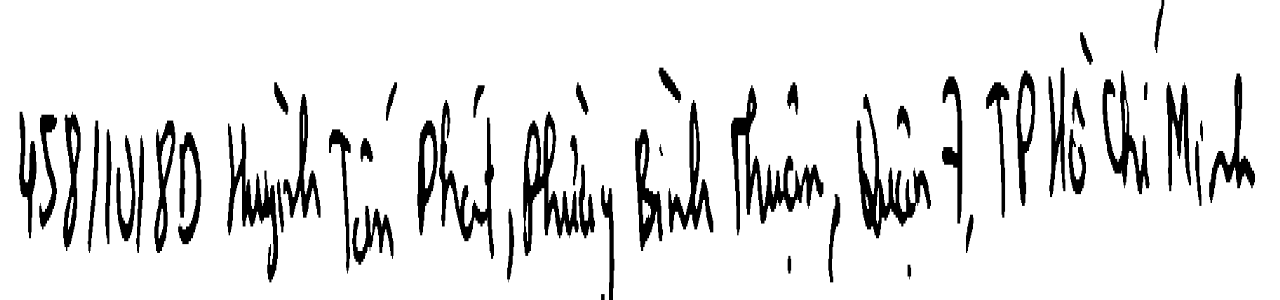 458/10/8D Huỳnh Tấn Phát, Phường Bình Thuận, Quận 7, TP Hồ Chí Minh